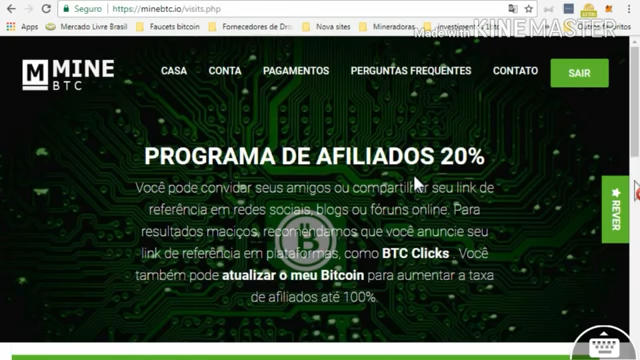 Seguro | https://minebtc.io/visits.php
Apps Mercado Livre Brasil Faucets bitcoin Fornecedores de Dro Nova sites Mineradoras Outros favoritos
Made with KINEMASTER
MINE BTC
CASA CONTA PAGAMENTOS PERGUNTAS FREQUENTES CONTATO SAIR
PROGRAMA DE AFILIADOS 20%
Você pode convidar seus amigos ou compartilhar seu link de
referência em redes sociais, blogs ou fóruns online. Para
resultados maciços, recomendamos que você anuncie seu
link de referência em plataformas, como BTC Clicks . Você
também pode atualizar o meu Bitcoin para aumentar a taxa
de afiliados até 100%.
REVER